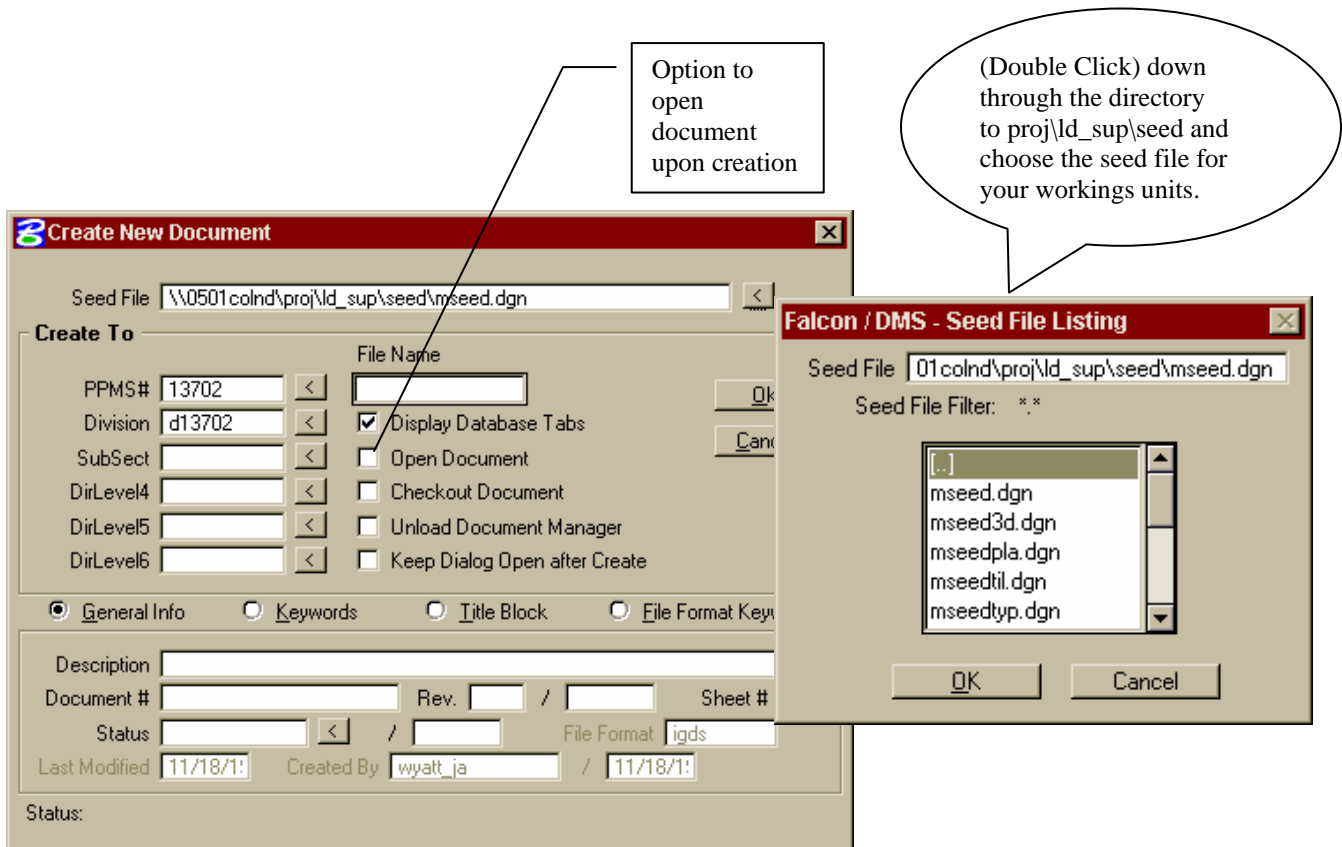 Option to
open
document
upon creation
(Double Click) down
through the directory
to proj\ld_sup\seed and
choose the seed file for
your workings units.
Create New Document
Seed File \\0501colnd\proj\ld_sup\seed\mseed.dgn <
Create To
File Name
PPMS# 13702 <
Division d13702 < Display Database Tabs
SubSect < Open Document
DirLevel4 < Checkout Document
DirLevel5 < Unload Document Manager
DirLevel6 < Keep Dialog Open after Create
Ok
Canc
General Info Keywords Title Block File Format Keyw
Description
Document # Rev. / Sheet #
Status < / File Format igds
Last Modified 11/18/19 Created By wyatt_ja / 11/18/19
Status:
Falcon / DMS - Seed File Listing
Seed File 01colnd\proj\ld_sup\seed\mseed.dgn
Seed File Filter: *.*
[..]
mseed.dgn
mseed3d.dgn
mseedpla.dgn
mseedtil.dgn
mseedtyp.dgn
OK Cancel